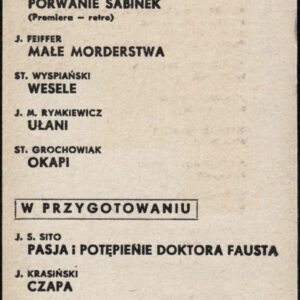 PORWANIE SABINEK
(Premiera – retro)
J. FEIFFER
MAŁE MORDERSTWA
ST. WYSPIAŃSKI
WESELE
J. M. RYMKIEWICZ
UŁANI
ST. GROCHOWIAK
OKAPI
W PRZYGOTOWANIU
J. S. SITO
PASJA i POTĘPIEŃIE DOKTORA FAUSTA
J. KRASIŃSKI
CZAPA